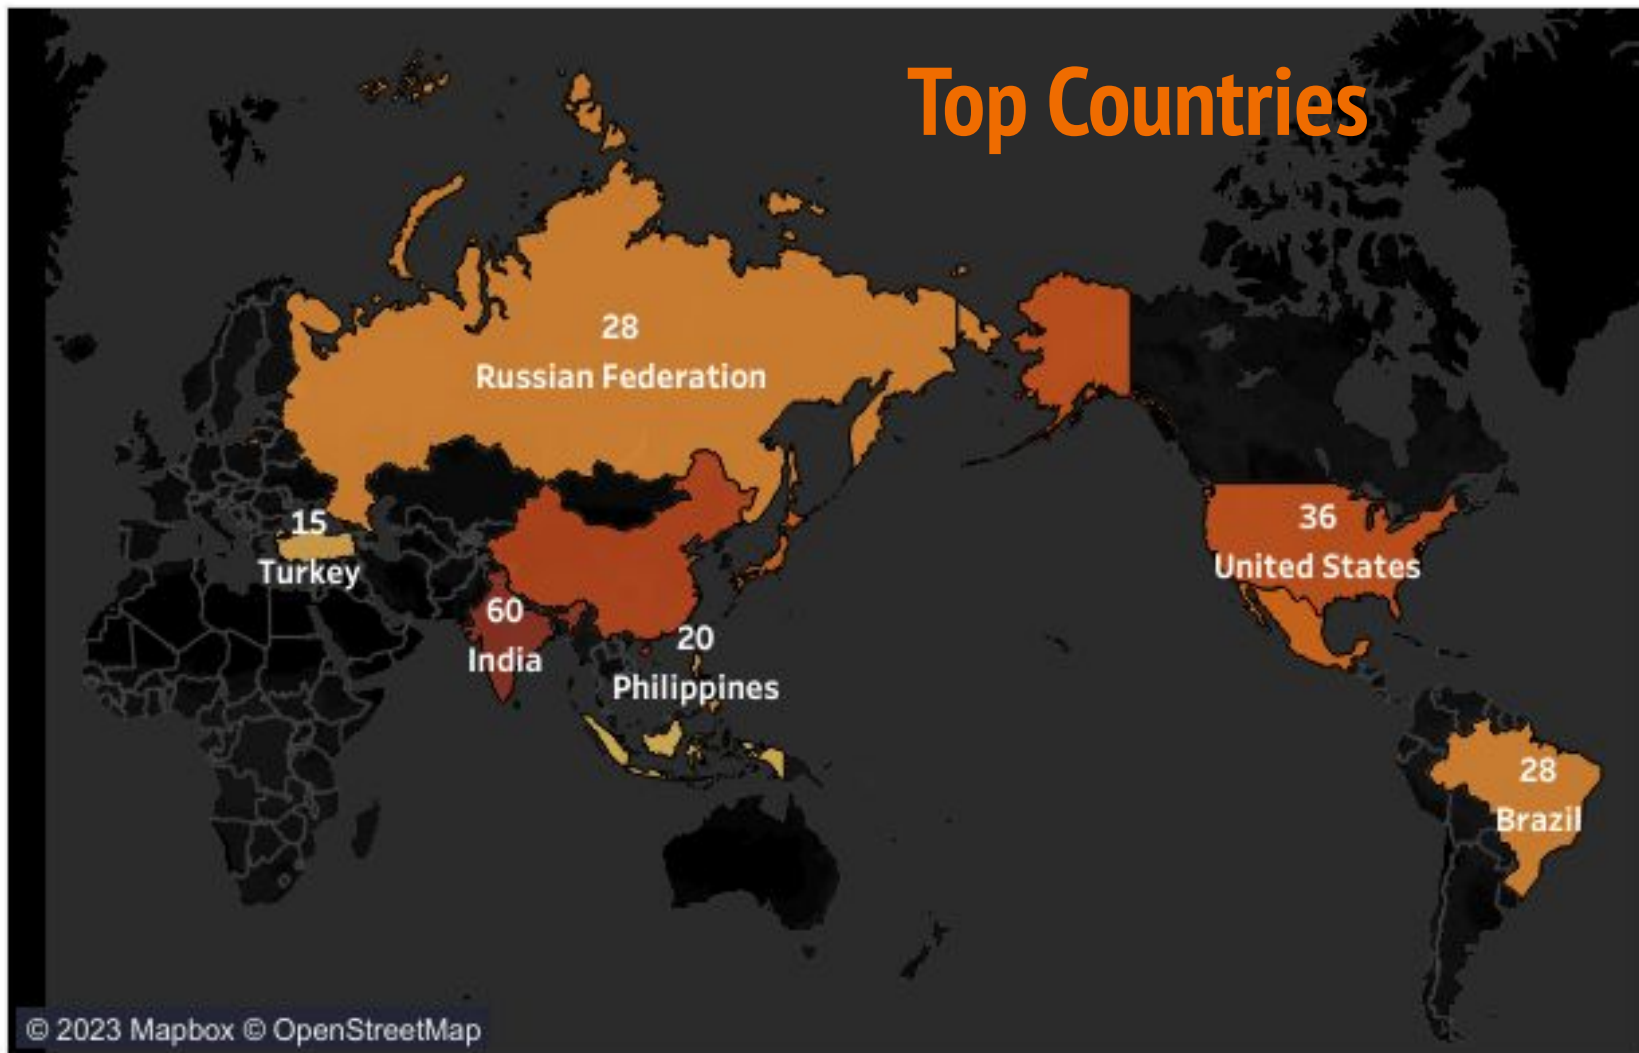 Top Countries
28
Russian Federation
15
Turkey
36
United States
60
India
20
Philippines
28
Brazil
© 2023 Mapbox © OpenStreetMap